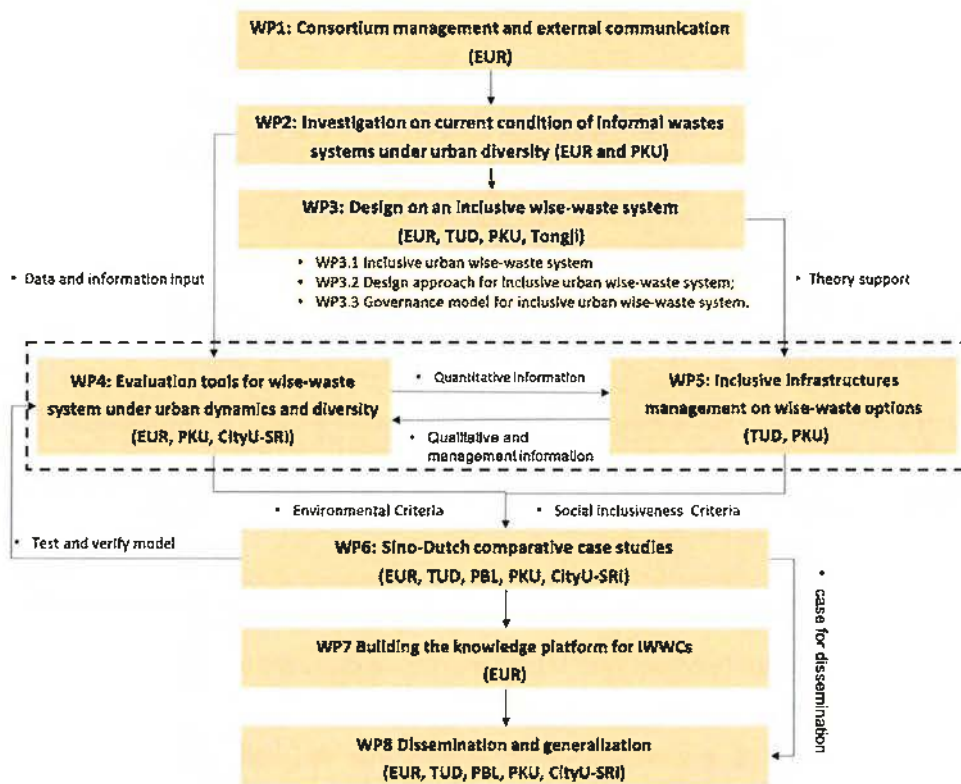 WP1: Consortium management and external communication
(EUR)
WP2: Investigation on current condition of informal wastes
systems under urban diversity (EUR and PKU)
WP3: Design on an inclusive wise-waste system
(EUR, TUD, PKU, Tongji)
• WP3.1 Inclusive urban wise-waste system
• WP3.2 Design approach for inclusive urban wise-waste system;
• WP3.3 Governance model for inclusive urban wise-waste system.
• Data and information input
• Theory support
WP4: Evaluation tools for wise-waste
system under urban dynamics and diversity
(EUR, PKU, CityU-SRI)
• Quantitative information
• Qualitative and
management information
WP5: Inclusive infrastructures
management on wise-waste options
(TUD, PKU)
• Environmental Criteria
• Social inclusiveness Criteria
• Test and verify model
WP6: Sino-Dutch comparative case studies
(EUR, TUD, PBL, PKU, CityU-SRI)
• case for dissemination
WP7 Building the knowledge platform for IWWCs
(EUR)
WP8 Dissemination and generalization
(EUR, TUD, PBL, PKU, CityU-SRI)